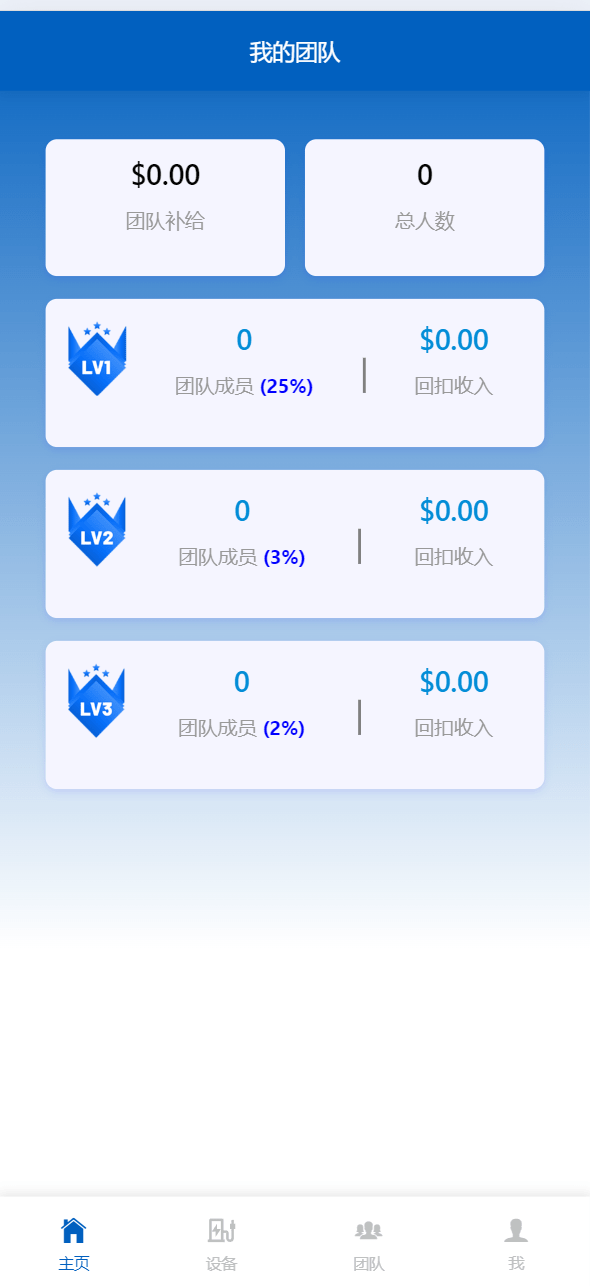 我的团队
$0.00
团队补给
0
总人数
LV1
0
团队成员 (25%)
$0.00
回扣收入
LV2
0
团队成员 (3%)
$0.00
回扣收入
LV3
0
团队成员 (2%)
$0.00
回扣收入
主页
设备
团队
我